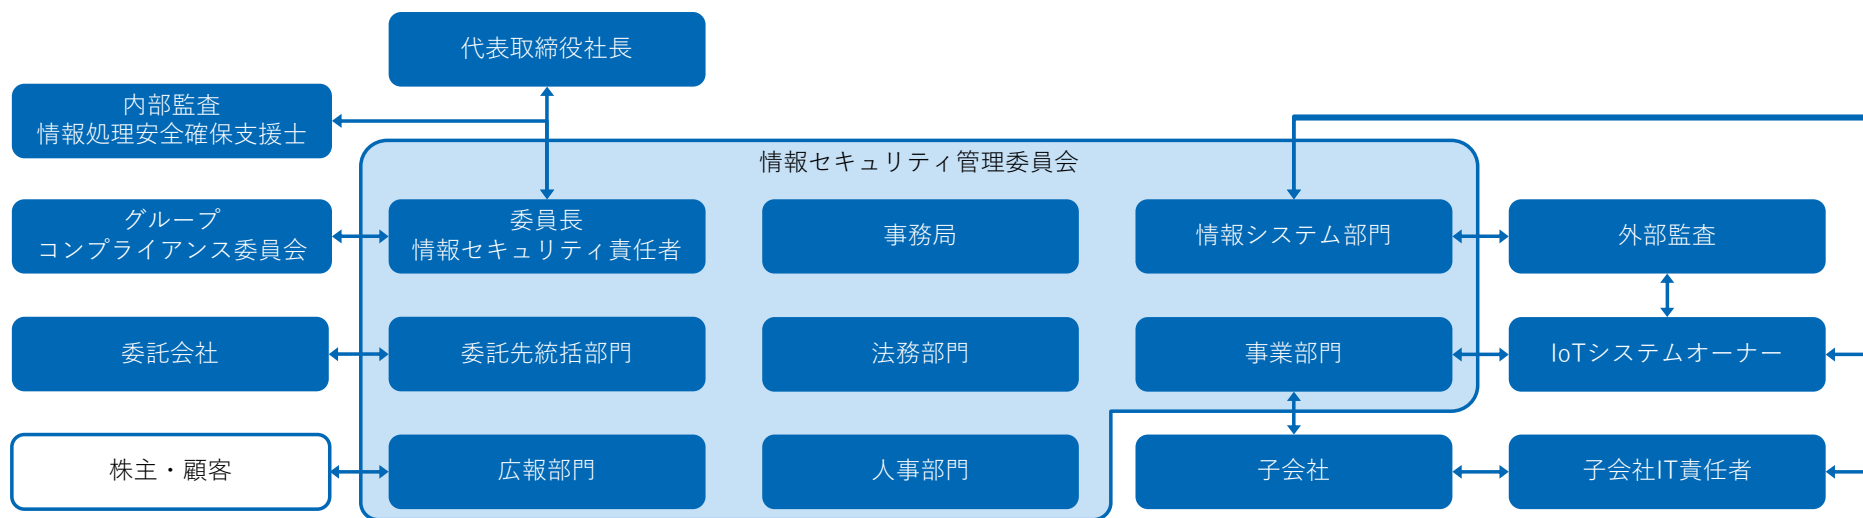 代表取締役社長
内部監査
情報処理安全確保支援士
情報セキュリティ管理委員会
グループ
コンプライアンス委員会
委員長
情報セキュリティ責任者
事務局
情報システム部門
外部監査
委託会社
委託先統括部門
法務部門
事業部門
IoTシステムオーナー
株主・顧客
広報部門
人事部門
子会社
子会社IT責任者